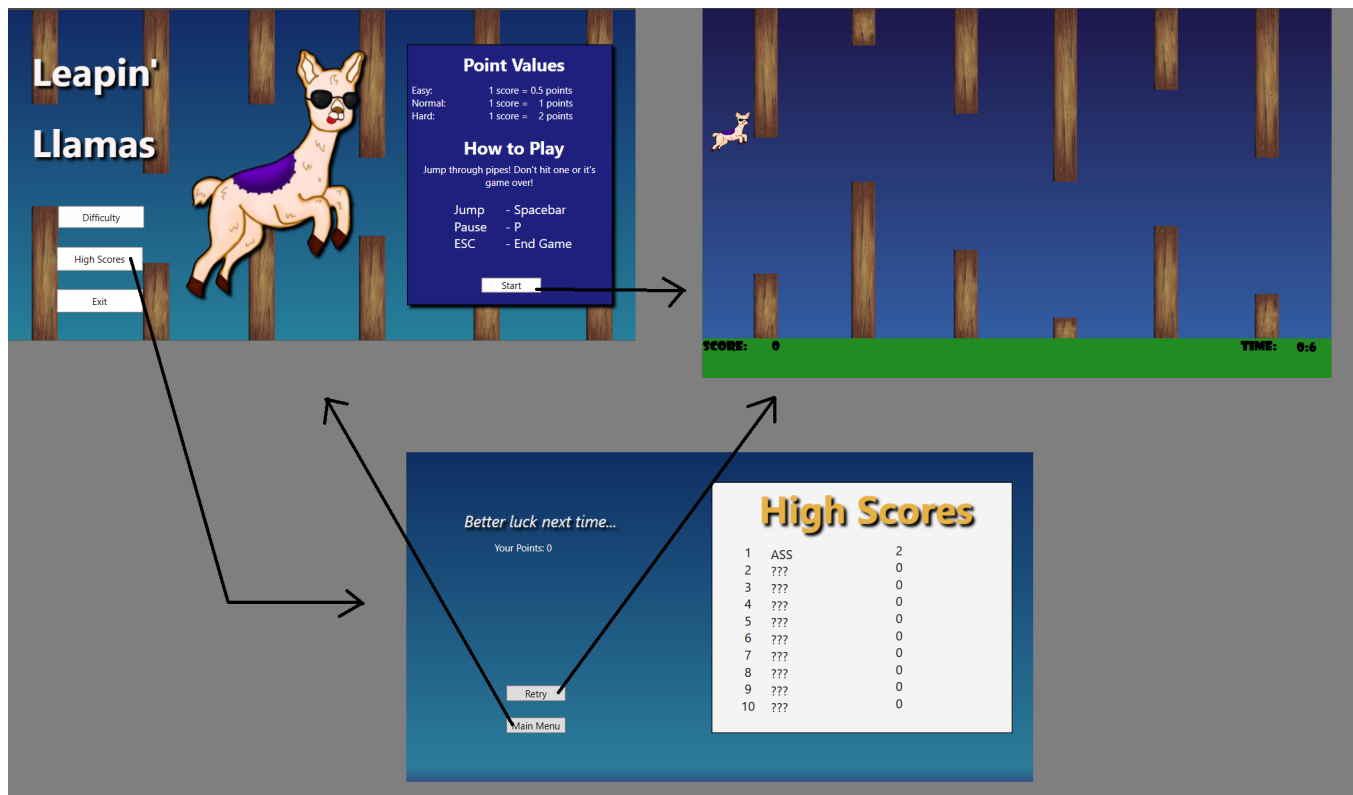 Leapin'
Llamas
Difficulty
High Scores
Exit
Point Values
Easy: 1 score = 0.5 points
Normal: 1 score = 1 points
Hard: 1 score = 2 points
How to Play
Jump through pipes! Don't hit one or it's
game over!
Jump - Spacebar
Pause - P
ESC - End Game
Start
SCORE: 0
TIME: 0:6
Better luck next time...
Your Points: 0
Retry
Main Menu
High Scores
1 ASS 2
2 ??? 0
3 ??? 0
4 ??? 0
5 ??? 0
6 ??? 0
7 ??? 0
8 ??? 0
9 ??? 0
10 ??? 0